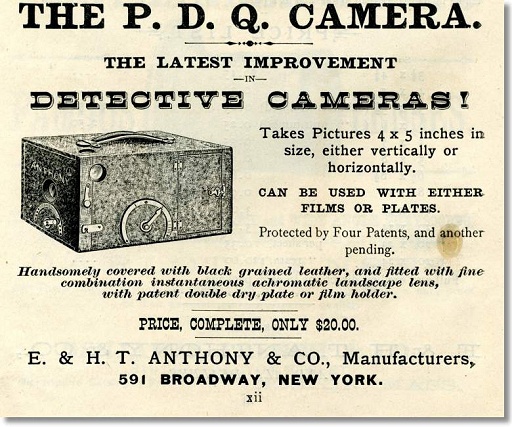 THE P. D. Q. CAMERA.
THE LATEST IMPROVEMENT
—IN—
DETECTIVE CAMERAS!
Takes Pictures 4 x 5 inches in
size, either vertically or
horizontally.
CAN BE USED WITH EITHER
FILMS OR PLATES.
Protected by Four Patents, and another
pending.
Handsomely covered with black grained leather, and fitted with fine
combination instantaneous achromatic landscape lens,
with patent double dry plate or film holder.
PRICE, COMPLETE, ONLY $20.00.
E. & H. T. ANTHONY & CO., Manufacturers,
591 BROADWAY, NEW YORK.
xii